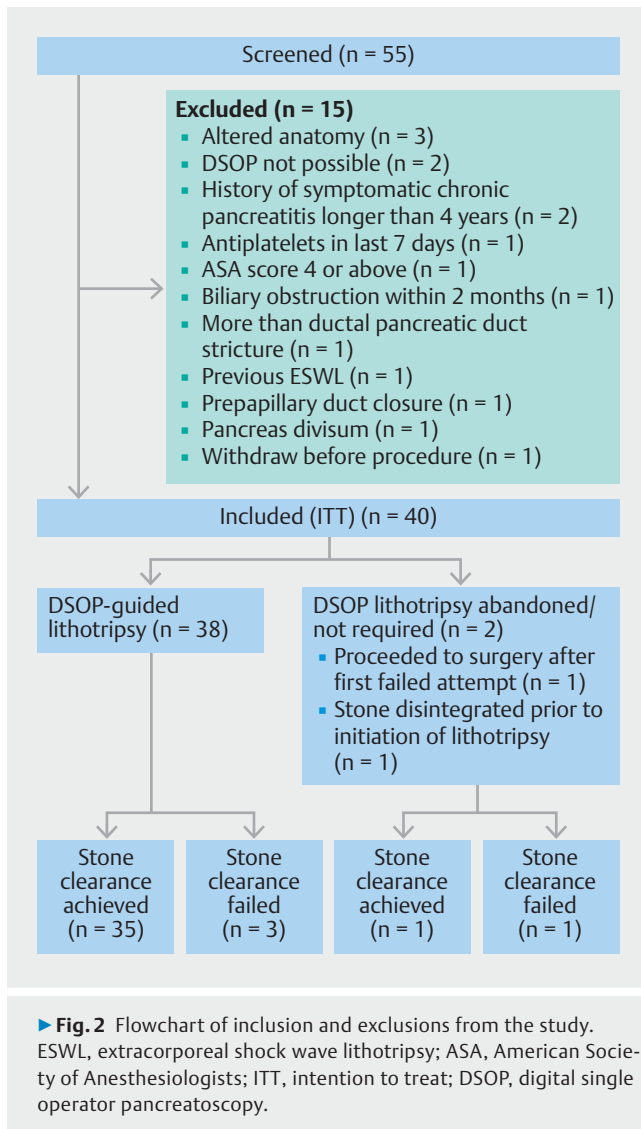 Screened (n = 55)
Excluded (n = 15)
▪ Altered anatomy (n = 3)
▪ DSOP not possible (n = 2)
▪ History of symptomatic chronic
pancreatitis longer than 4 years (n = 2)
▪ Antiplatelets in last 7 days (n = 1)
▪ ASA score 4 or above (n = 1)
▪ Biliary obstruction within 2 months (n = 1)
▪ More than ductal pancreatic duct
stricture (n = 1)
▪ Previous ESWL (n = 1)
▪ Prepapillary duct closure (n = 1)
▪ Pancreas divisum (n = 1)
▪ Withdraw before procedure (n = 1)
Included (ITT) (n = 40)
DSOP-guided
lithotripsy (n = 38)
DSOP lithotripsy abandoned/
not required (n = 2)
▪ Proceeded to surgery after
first failed attempt (n = 1)
▪ Stone disintegrated prior to
initiation of lithotripsy
(n = 1)
Stone
clearance
achieved
(n = 35)
Stone
clearance
failed
(n = 3)
Stone
clearance
achieved
(n = 1)
Stone
clearance
failed
(n = 1)
▶ Fig. 2 Flowchart of inclusion and exclusions from the study.
ESWL, extracorporeal shock wave lithotripsy; ASA, American Socie-
ty of Anesthesiologists; ITT, intention to treat; DSOP, digital single
operator pancreatoscopy.